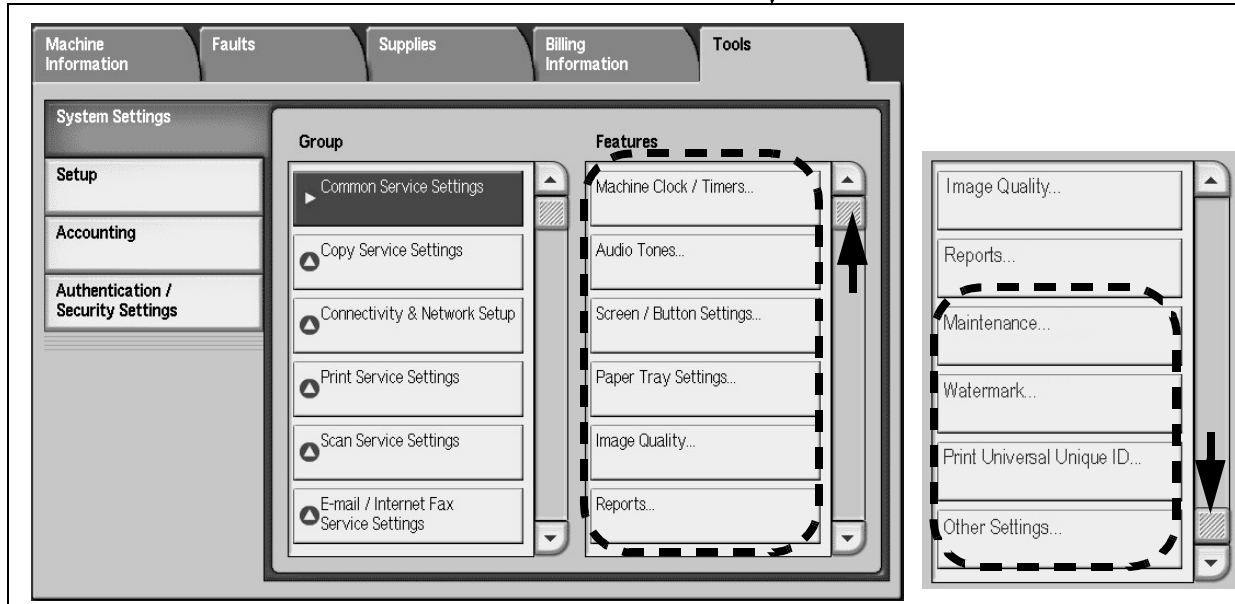 Machine
Information
Faults
Supplies
Billing
Information
Tools
System Settings
Setup
Accounting
Authentication /
Security Settings
Group
Common Service Settings
Copy Service Settings
Connectivity & Network Setup
Print Service Settings
Scan Service Settings
E-mail / Internet Fax
Service Settings
Features
Machine Clock / Timers...
Audio Tones...
Screen / Button Settings...
Paper Tray Settings...
Image Quality...
Reports...
Image Quality...
Reports...
Maintenance...
Watermark...
Print Universal Unique ID...
Other Settings...